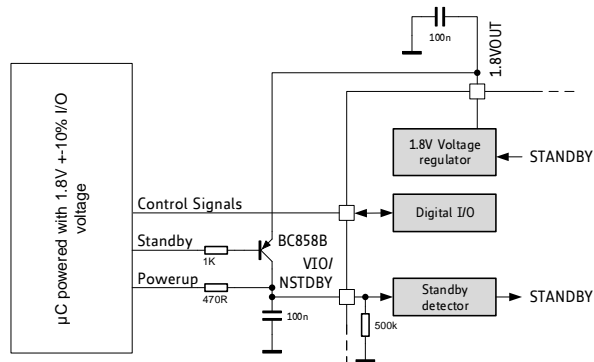 100n
1.8VOUT
µC powered with 1.8V +-10% I/O
voltage
1.8V Voltage
regulator
STANDBY
Control Signals
Digital I/O
Standby
1K
BC858B
VIO/
NSTDBY
Powerup
470R
Standby
detector
STANDBY
100n
500k